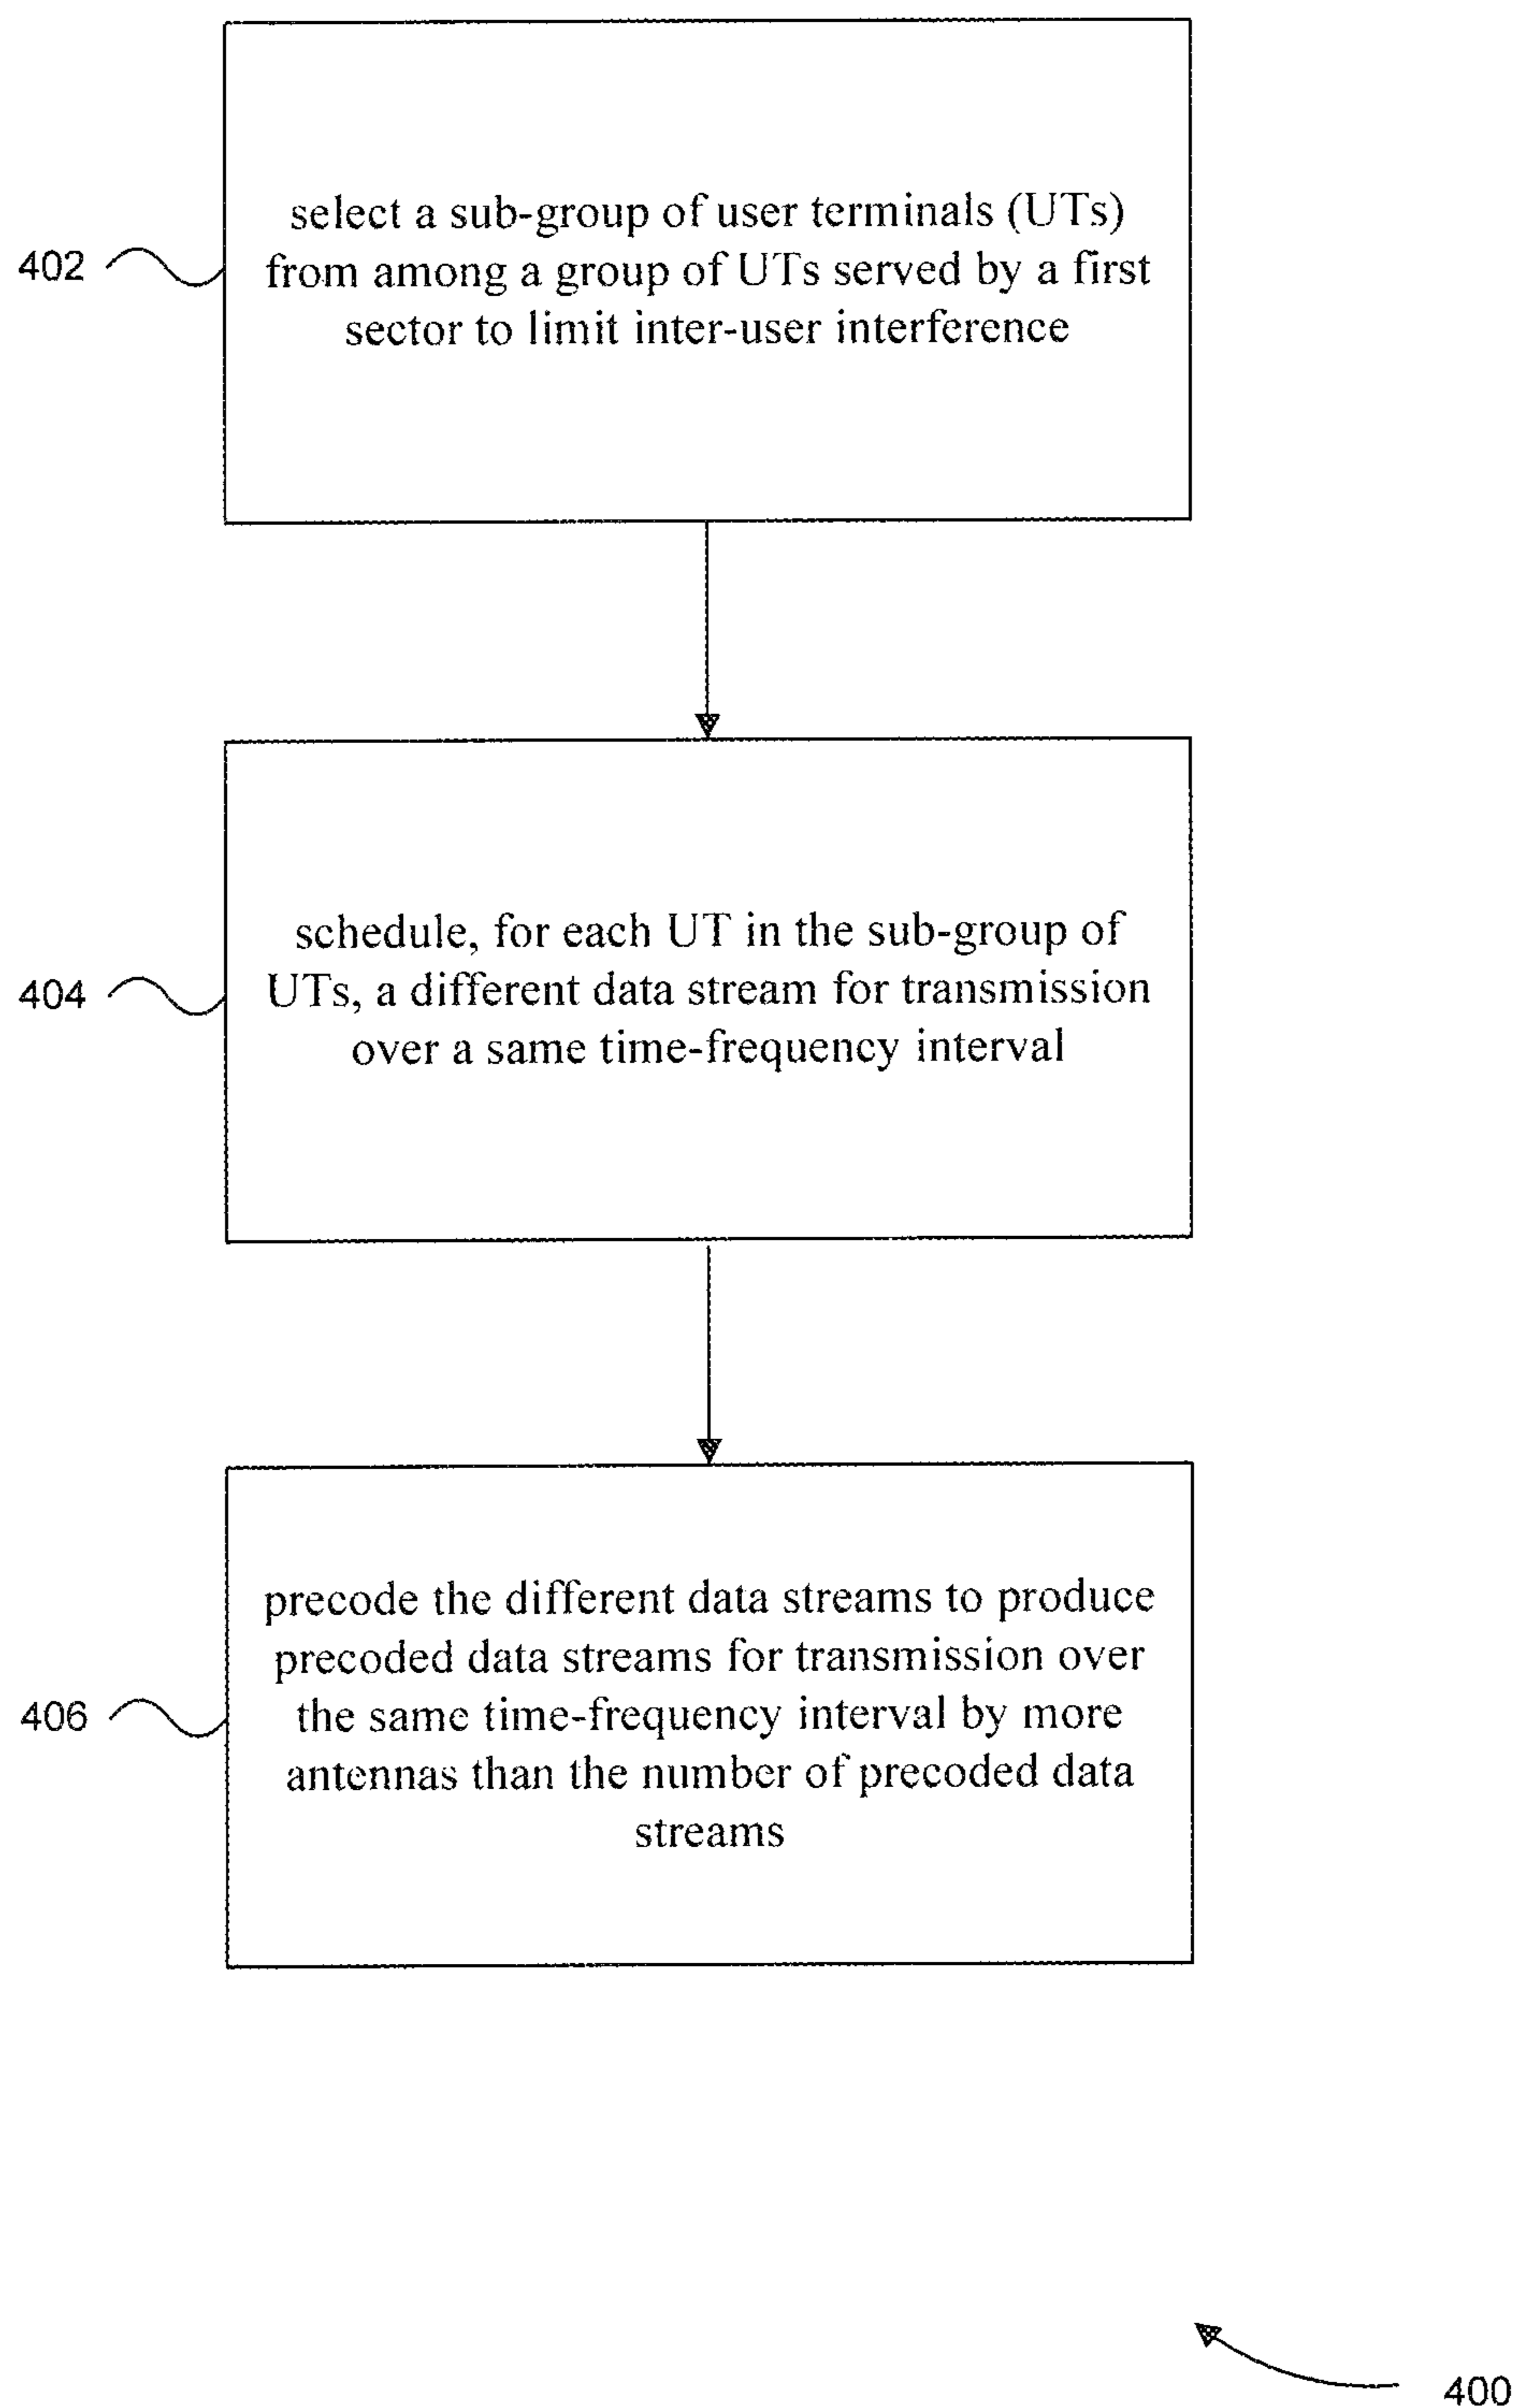 select a sub-group of user terminals (UTs)
402
from among a group of UTs served by a first
sector to limit inter-user interference
schedule, for each UT in the sub-group of
404
UTs, a different data stream for transmission
over a same time-frequency interval
precode the different data streams to produce
precoded data streams for transmission over
406
the same time-frequency interval by more
antennas than the number of precoded data
streams
400